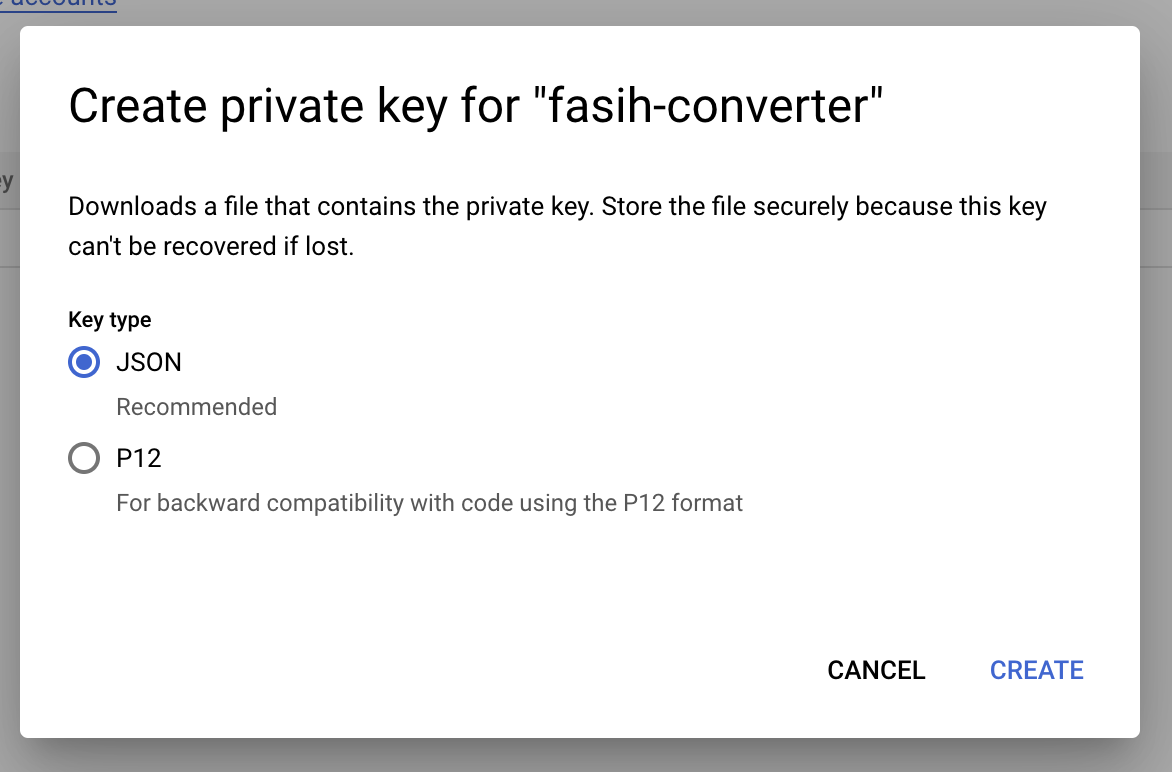 accounts
Create private key for "fasih-converter"
ey
Downloads a file that contains the private key. Store the file securely because this key
can't be recovered if lost.
Key type
JSON
Recommended
P12
For backward compatibility with code using the P12 format
CANCEL CREATE